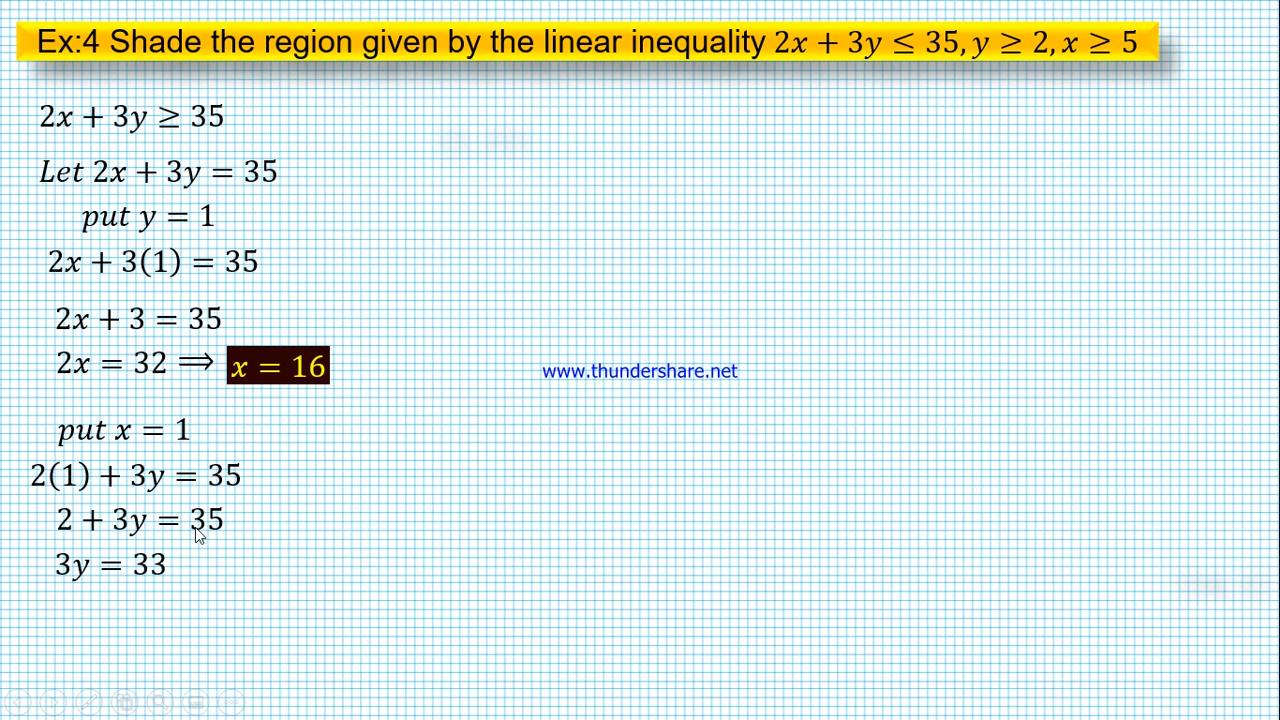 Ex:4 Shade the region given by the linear inequality 2x + 3y ≤ 35, y ≥ 2, x ≥ 5
2x + 3y ≥ 35
Let 2x + 3y = 35
put y = 1
2x + 3(1) = 35
2x + 3 = 35
2x = 32 ⟹ x = 16
www.thundershare.net
put x = 1
2(1) + 3y = 35
2 + 3y = 35
3y = 33